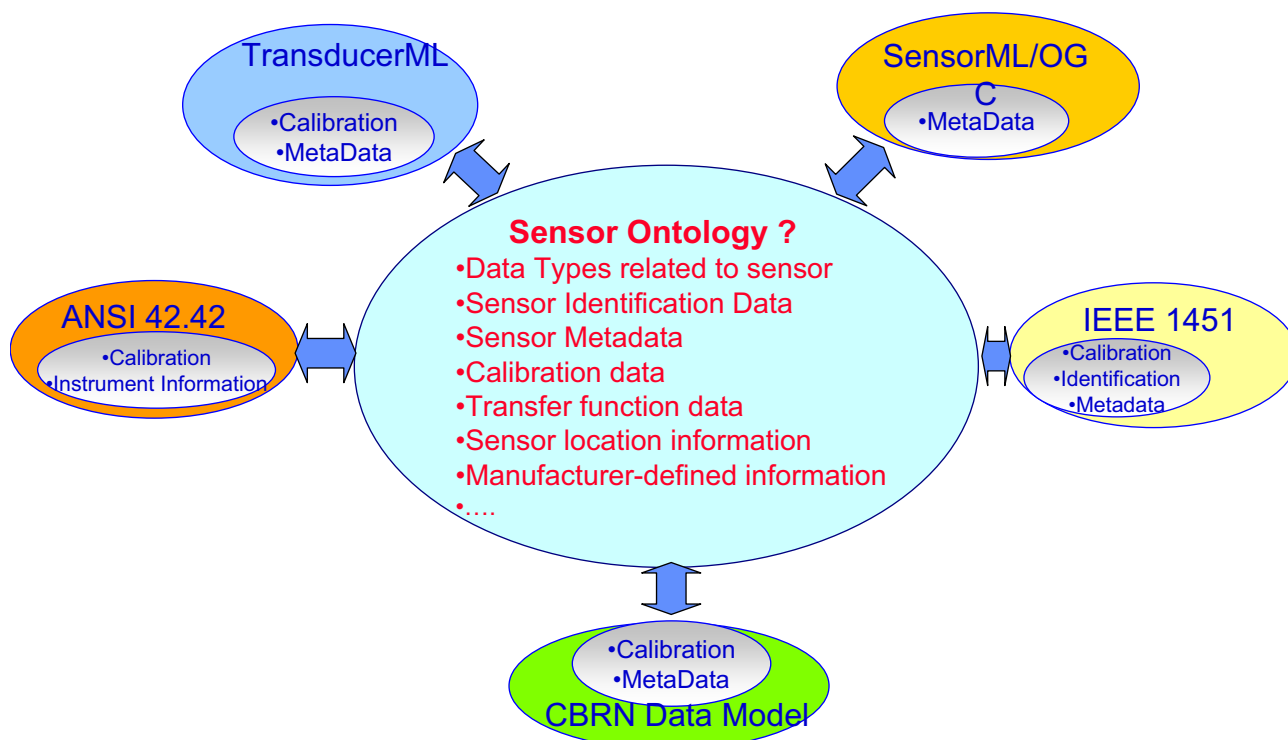 TransducerML
•Calibration
•MetaData
SensorML/OG
C
•MetaData
Sensor Ontology ?
•Data Types related to sensor
•Sensor Identification Data
•Sensor Metadata
•Calibration data
•Transfer function data
•Sensor location information
•Manufacturer-defined information
•….
ANSI 42.42
•Calibration
•Instrument Information
IEEE 1451
•Calibration
•Identification
•Metadata
•Calibration
•MetaData
CBRN Data Model